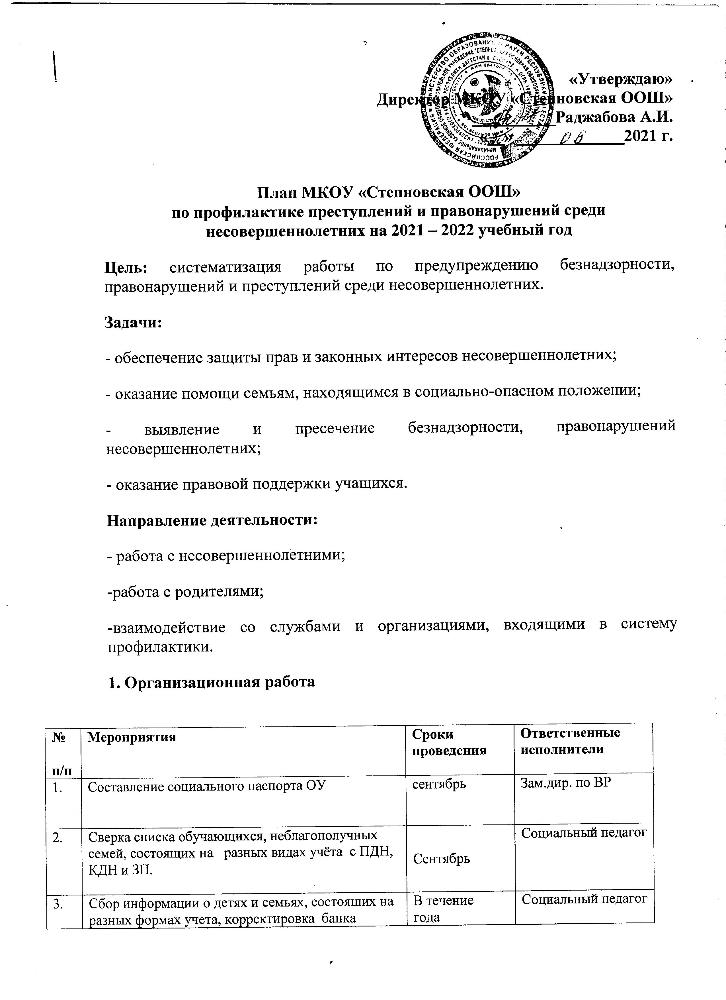 «Утверждаю»
Директор МКОУ «Степновская ООШ»
Раджабова А.И.
08 2021 г.
План МКОУ «Степновская ООШ»
по профилактике преступлений и правонарушений среди
несовершеннолетних на 2021 – 2022 учебный год
Цель: систематизация работы по предупреждению безнадзорности,
правонарушений и преступлений среди несовершеннолетних.
Задачи:
- обеспечение защиты прав и законных интересов несовершеннолетних;
- оказание помощи семьям, находящимся в социально-опасном положении;
- выявление и пресечение безнадзорности, правонарушений
несовершеннолетних;
- оказание правовой поддержки учащихся.
Направление деятельности:
- работа с несовершеннолетними;
-работа с родителями;
-взаимодействие со службами и организациями, входящими в систему
профилактики.
1. Организационная работа
№
п/п
Мероприятия
Сроки
проведения
Ответственные
исполнители
1.
Составление социального паспорта ОУ
сентябрь
Зам.дир. по ВР
2.
Сверка списка обучающихся, неблагополучных
семей, состоящих на разных видах учёта с ПДН,
КДН и ЗП.
Сентябрь
Социальный педагог
3.
Сбор информации о детях и семьях, состоящих на
разных формах учета, корректировка банка
В течение
года
Социальный педагог